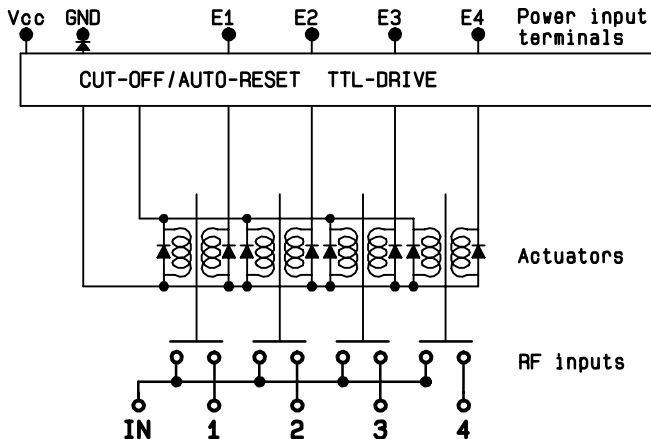 Vcc GND E1 E2 E3 E4 Power input
terminals
CUT-OFF/AUTO-RESET TTL-DRIVE
Actuators
RF inputs
IN 1 2 3 4